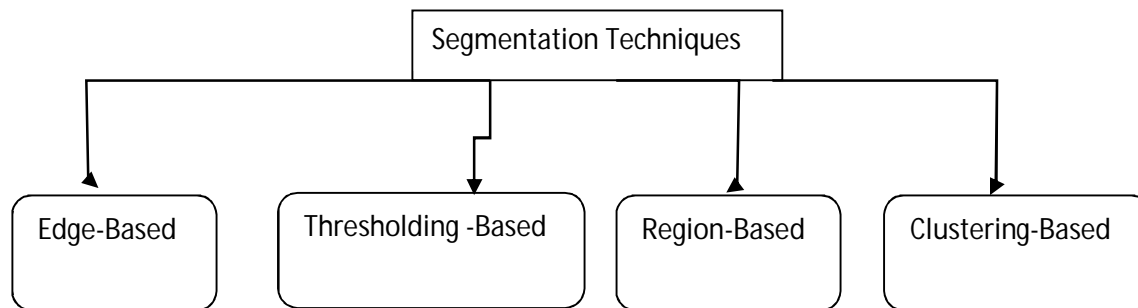 Segmentation Techniques
Edge-Based
Thresholding -Based
Region-Based
Clustering-Based